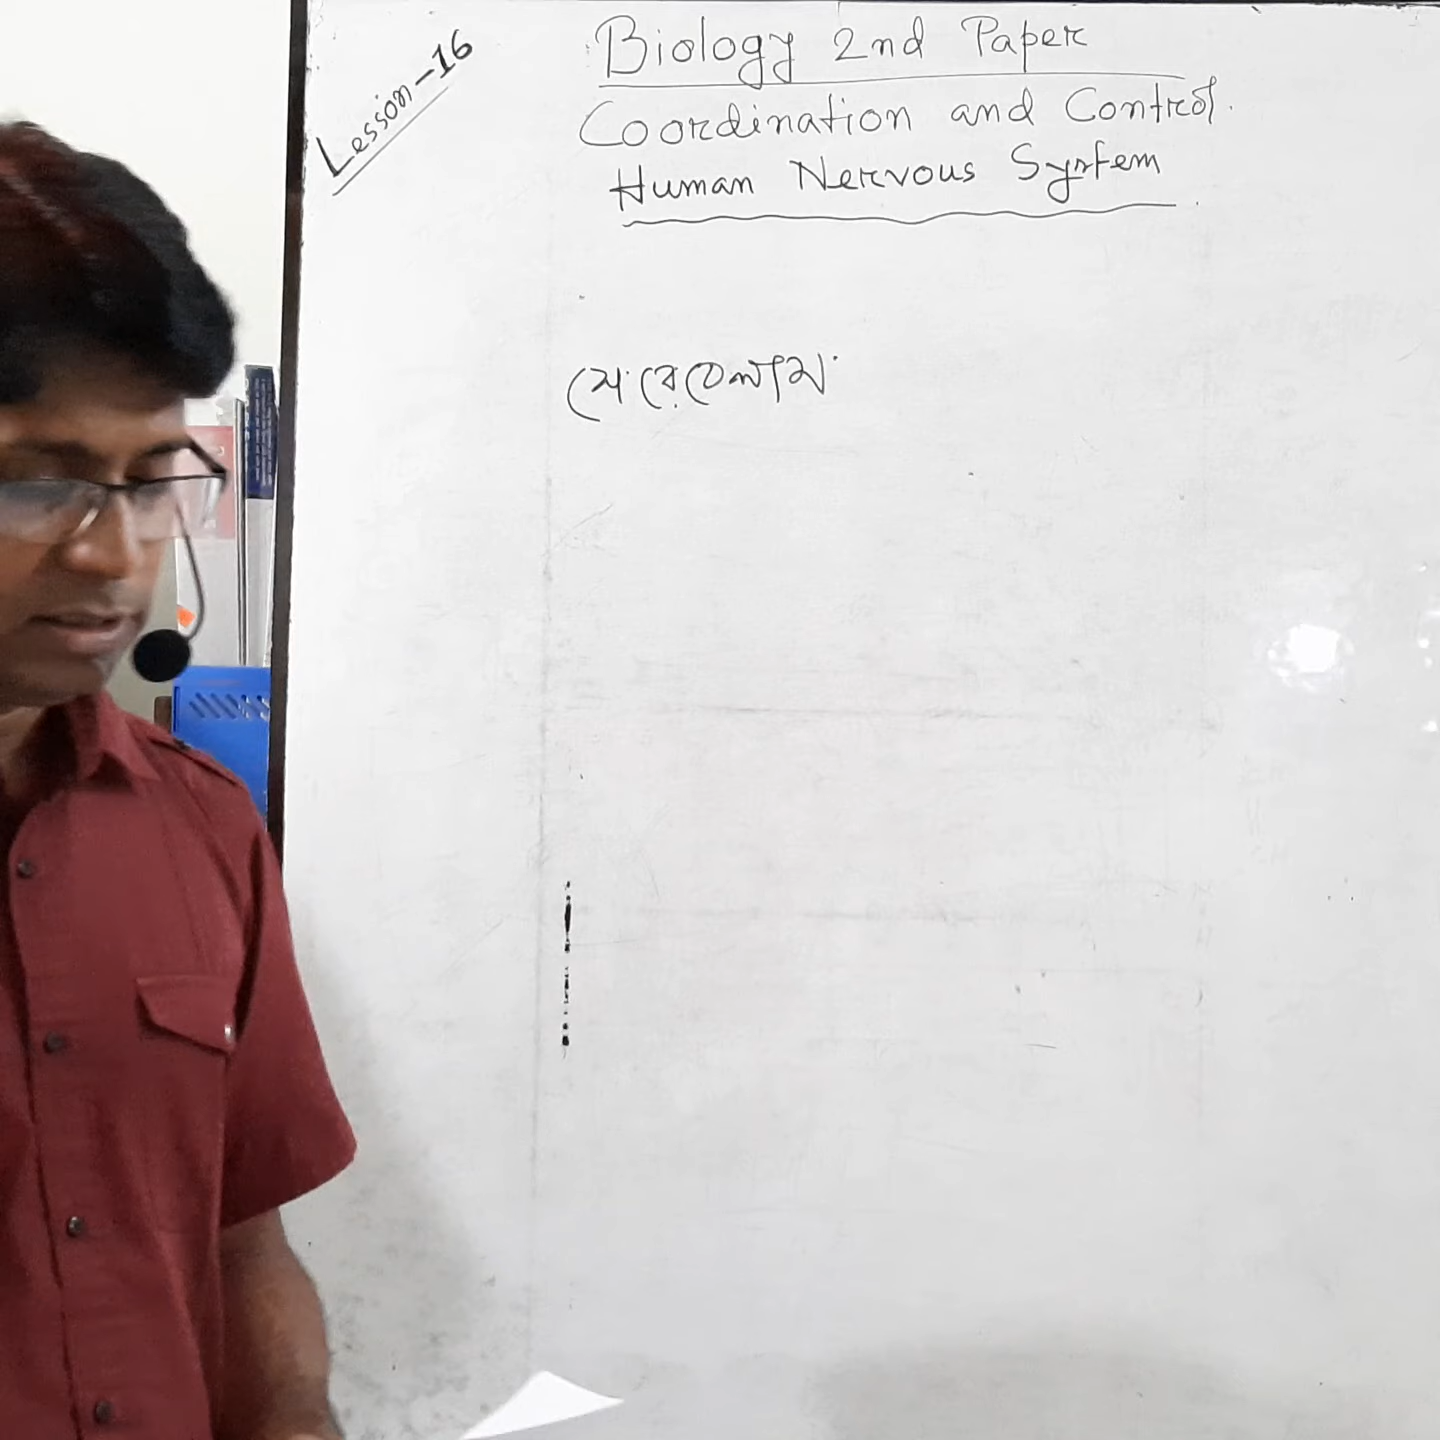 Lesson-16
Biology 2nd Paper
Coordination and Control.
Human Nervous System
সেরেবেলাম